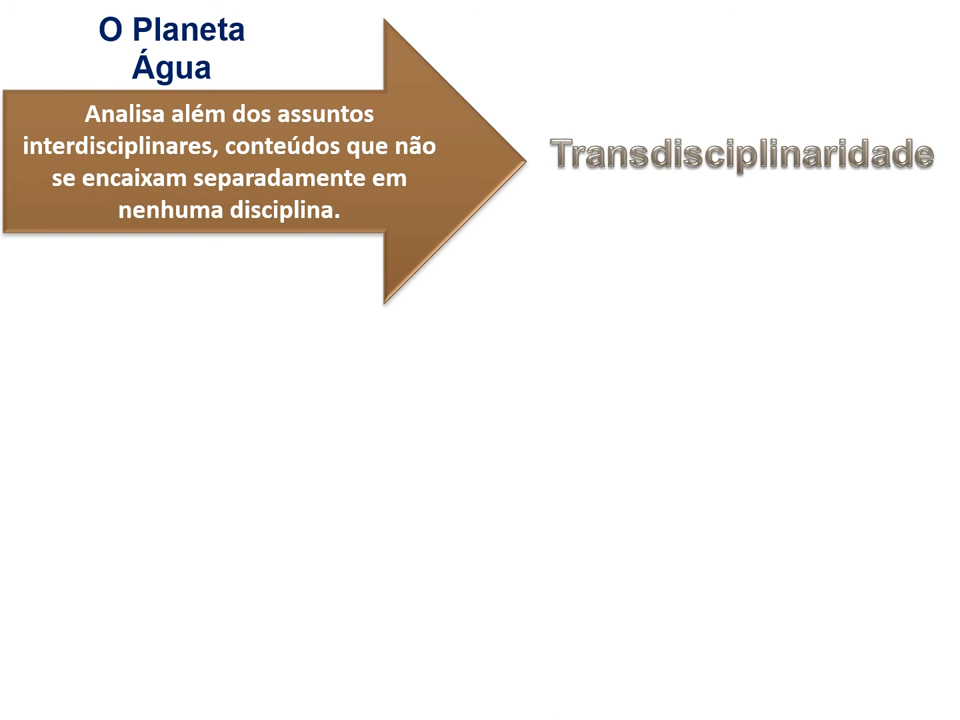 O Planeta
Água
Analisa além dos assuntos
interdisciplinares, conteúdos que não
se encaixam separadamente em
nenhuma disciplina.
Transdisciplinaridade